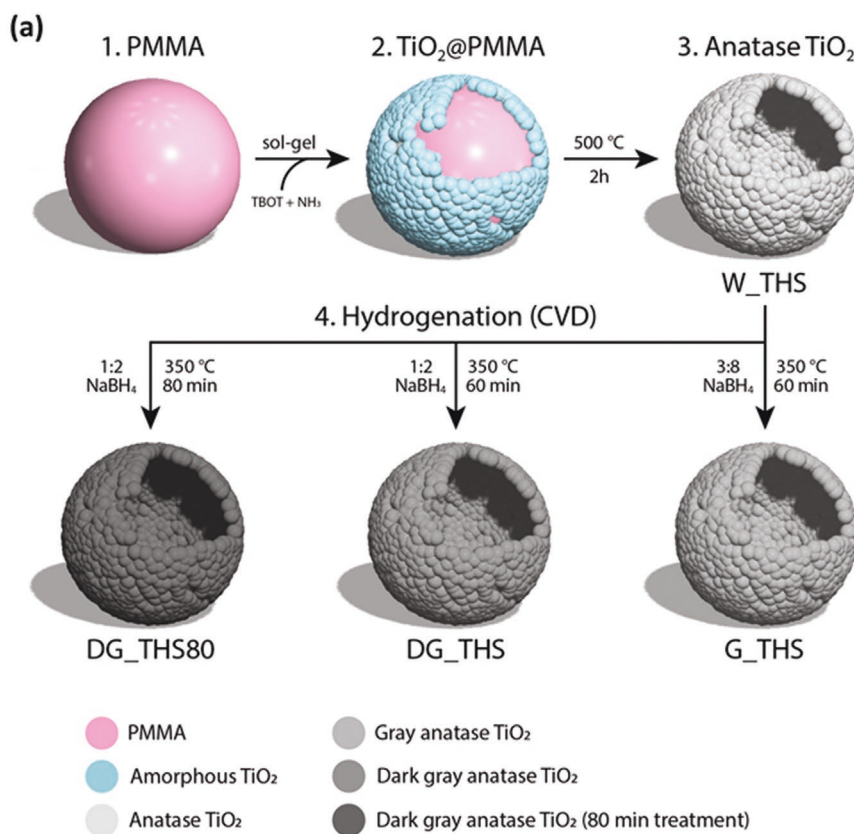 (a)
1. PMMA
2. TiO₂@PMMA
3. Anatase TiO₂
sol-gel
TBOT + NH₃
500 °C
2h
W_THS
4. Hydrogenation (CVD)
1:2
NaBH₄
350 °C
80 min
1:2
NaBH₄
350 °C
60 min
3:8
NaBH₄
350 °C
60 min
DG_THS80
DG_THS
G_THS
PMMA
Gray anatase TiO₂
Amorphous TiO₂
Dark gray anatase TiO₂
Anatase TiO₂
Dark gray anatase TiO₂ (80 min treatment)